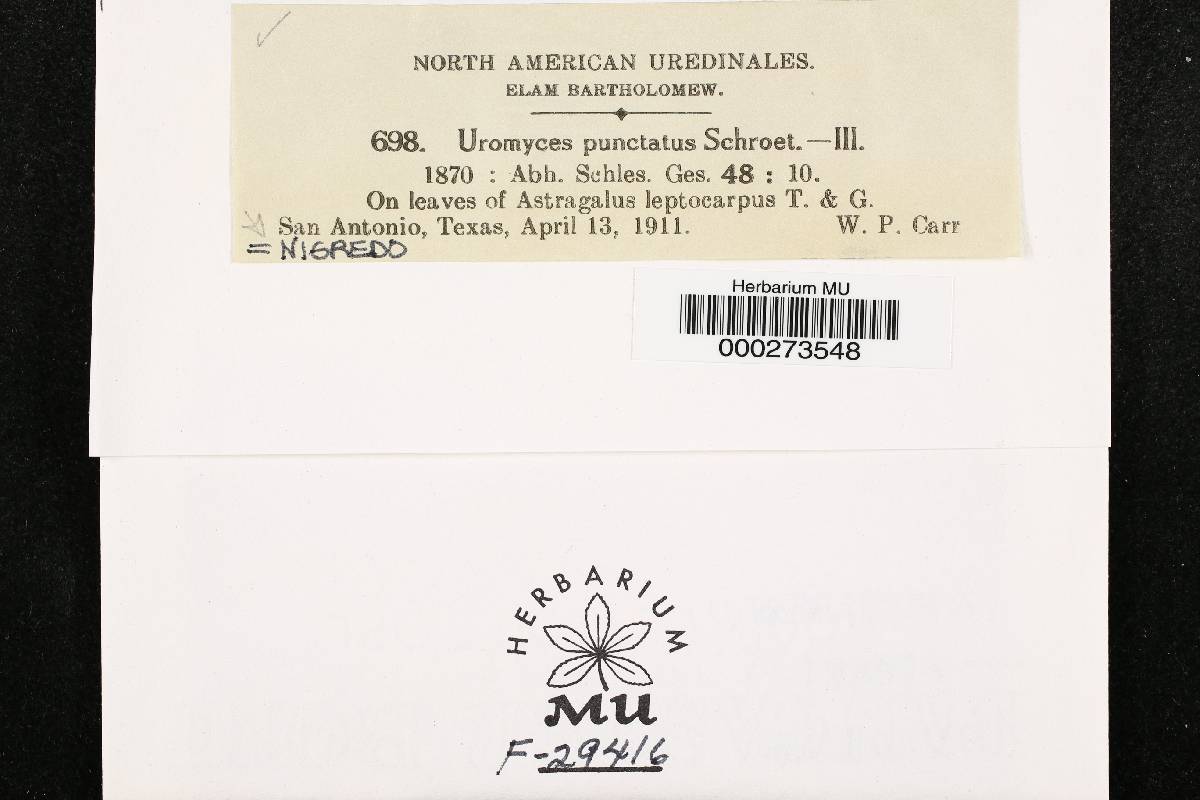 NORTH AMERICAN UREDINALES.
ELAM BARTHOLOMEW.
698. Uromyces punctatus Schroet.—III.
1870 : Abh. Schles. Ges. 48 : 10.
On leaves of Astragalus leptocarpus T. & G.
San Antonio, Texas, April 13, 1911. W. P. Carr
= NIGREDO
Herbarium MU
000273548
HERBARIUM
MU
F-29416